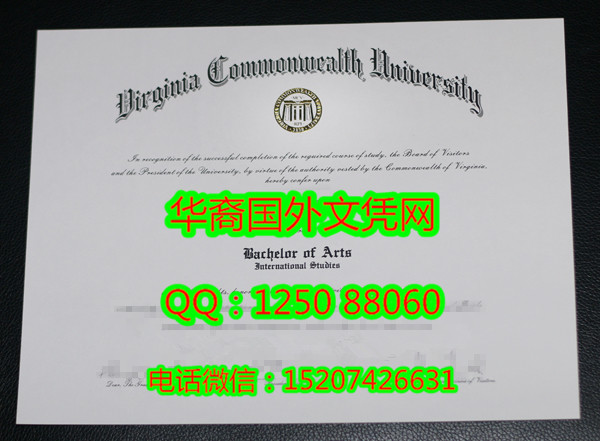 Virginia Commonwealth University
In recognition of the successful completion of the required course of study, the Board of Visitors
and the President of the University, by virtue of the authority vested by the Commonwealth of Virginia,
hereby confer upon
华裔国外文凭网
Bachelor of Arts
International Studies
QQ：1250 88060
电话微信：15207426631